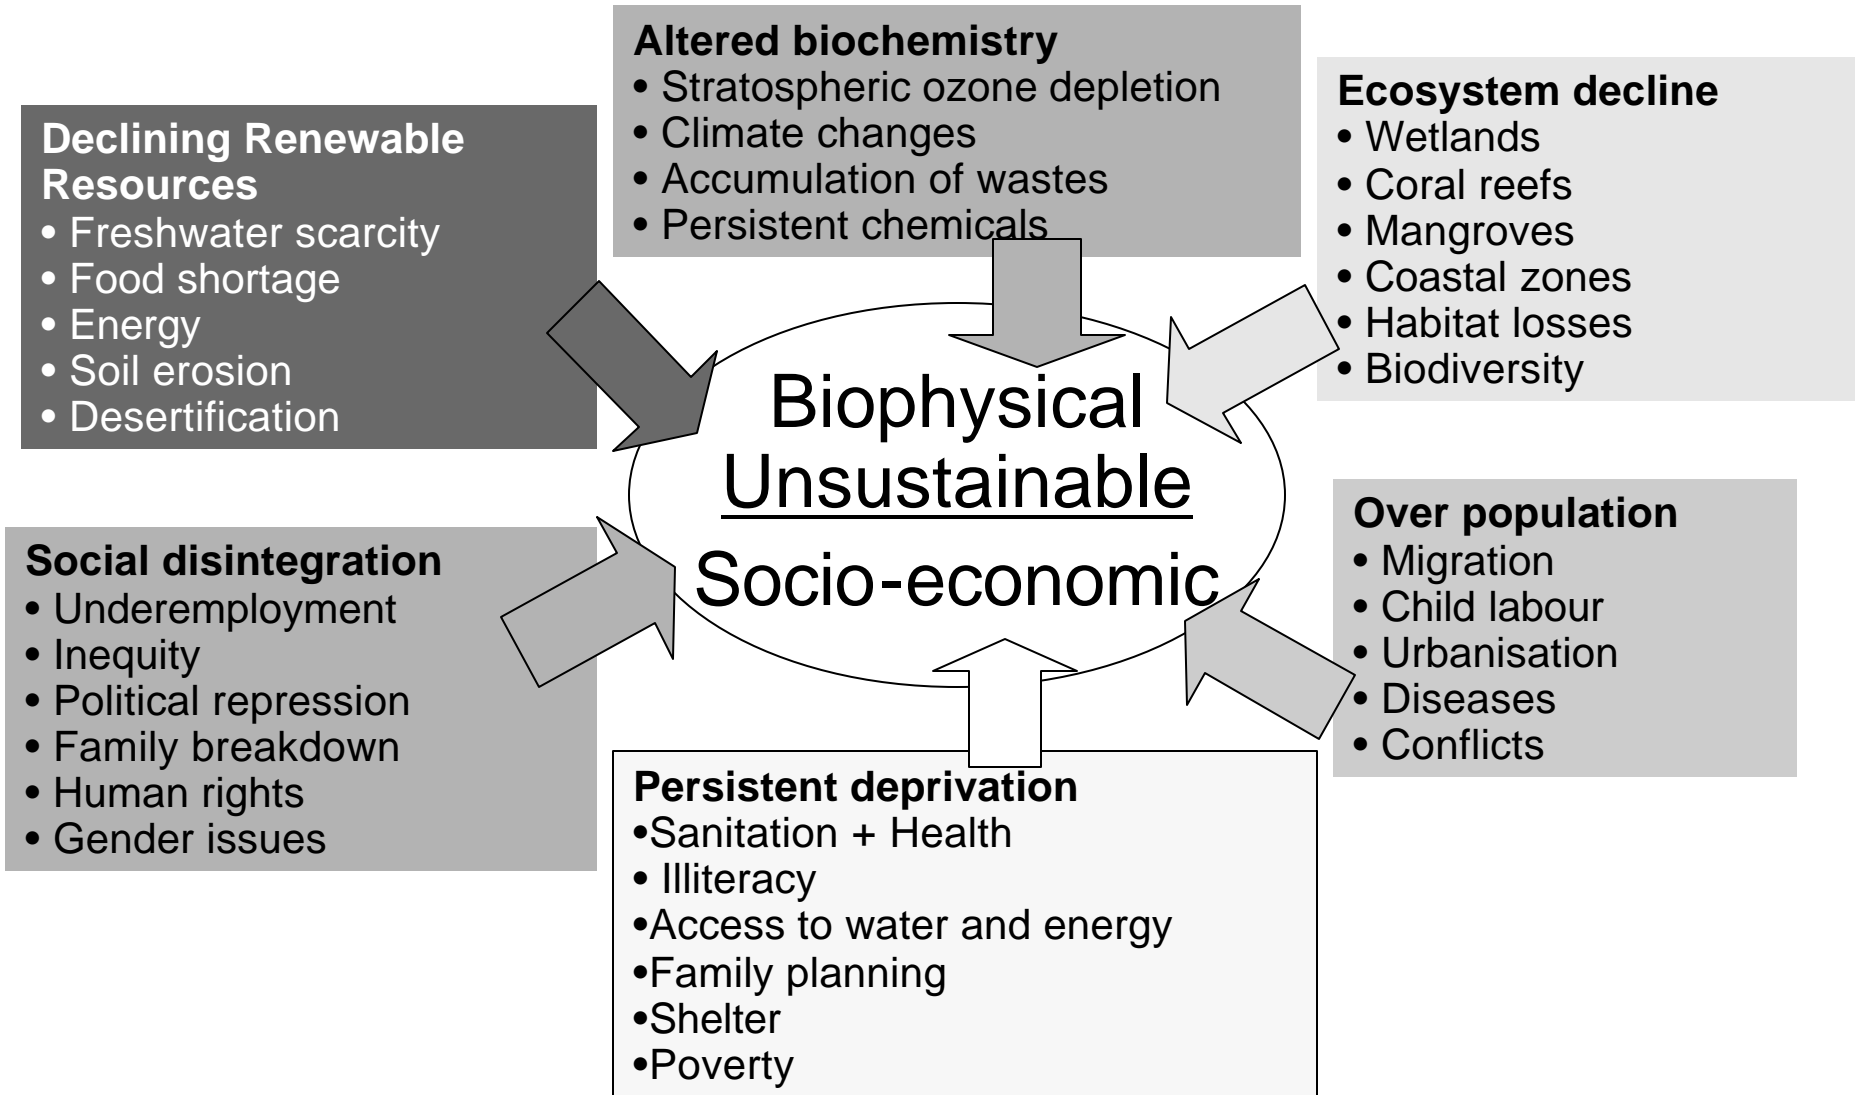 Altered biochemistry
• Stratospheric ozone depletion
• Climate changes
• Accumulation of wastes
• Persistent chemicals
Ecosystem decline
• Wetlands
• Coral reefs
• Mangroves
• Coastal zones
• Habitat losses
• Biodiversity
Declining Renewable
Resources
• Freshwater scarcity
• Food shortage
• Energy
• Soil erosion
• Desertification
Biophysical
Unsustainable
Socio-economic
Over population
• Migration
• Child labour
• Urbanisation
• Diseases
• Conflicts
Social disintegration
• Underemployment
• Inequity
• Political repression
• Family breakdown
• Human rights
• Gender issues
Persistent deprivation
•Sanitation + Health
• Illiteracy
•Access to water and energy
•Family planning
•Shelter
•Poverty